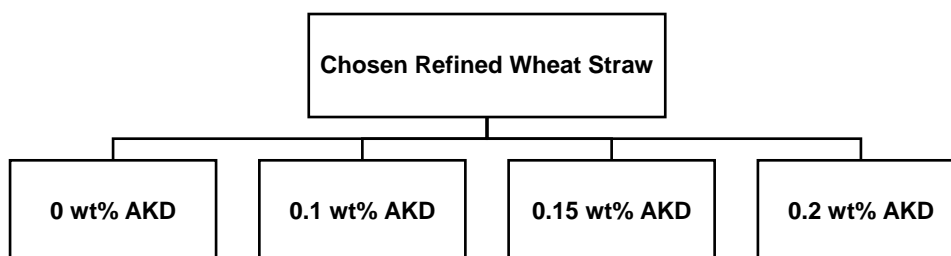 Chosen Refined Wheat Straw
0 wt% AKD
0.1 wt% AKD
0.15 wt% AKD
0.2 wt% AKD